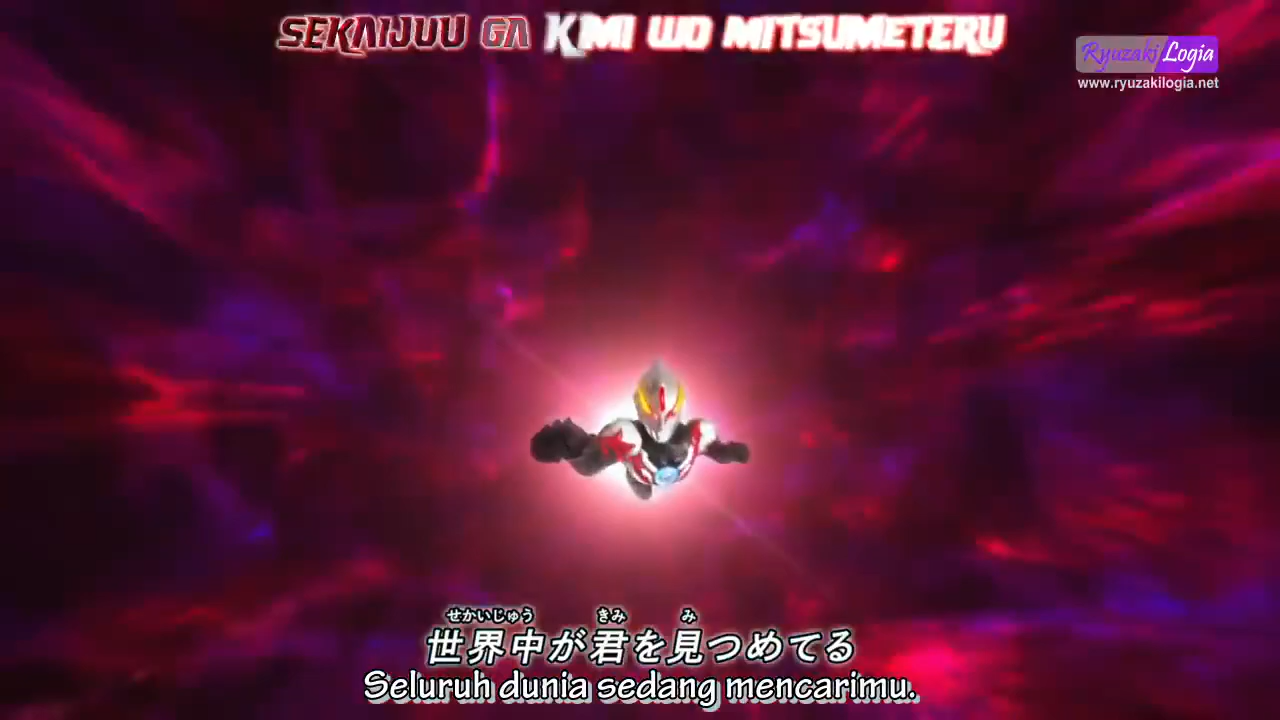 SEKAIJUU GA KIMI WO MITSUMETERU
Ryuzaki Logia
www.ryuzakilogia.net
せかいじゅう きみ み
世界中が君を見つめてる
Seluruh dunia sedang mencarimu.